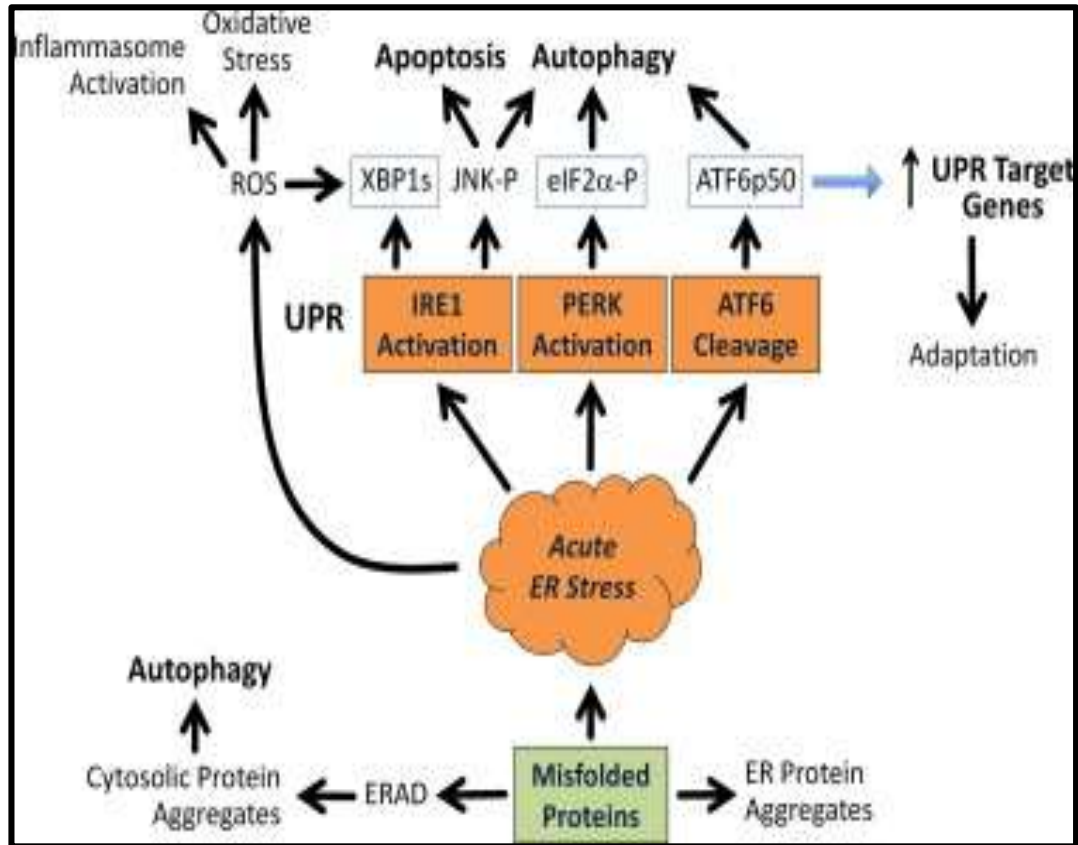 Oxidative
Stress
Inflammasome
Activation
Apoptosis
Autophagy
ROS
XBP1s
JNK-P
eIF2α-P
ATF6p50
UPR Target
Genes
UPR
IRE1
Activation
PERK
Activation
ATF6
Cleavage
Adaptation
Acute
ER Stress
Autophagy
Cytosolic Protein
Aggregates
ERAD
Misfolded
Proteins
ER Protein
Aggregates